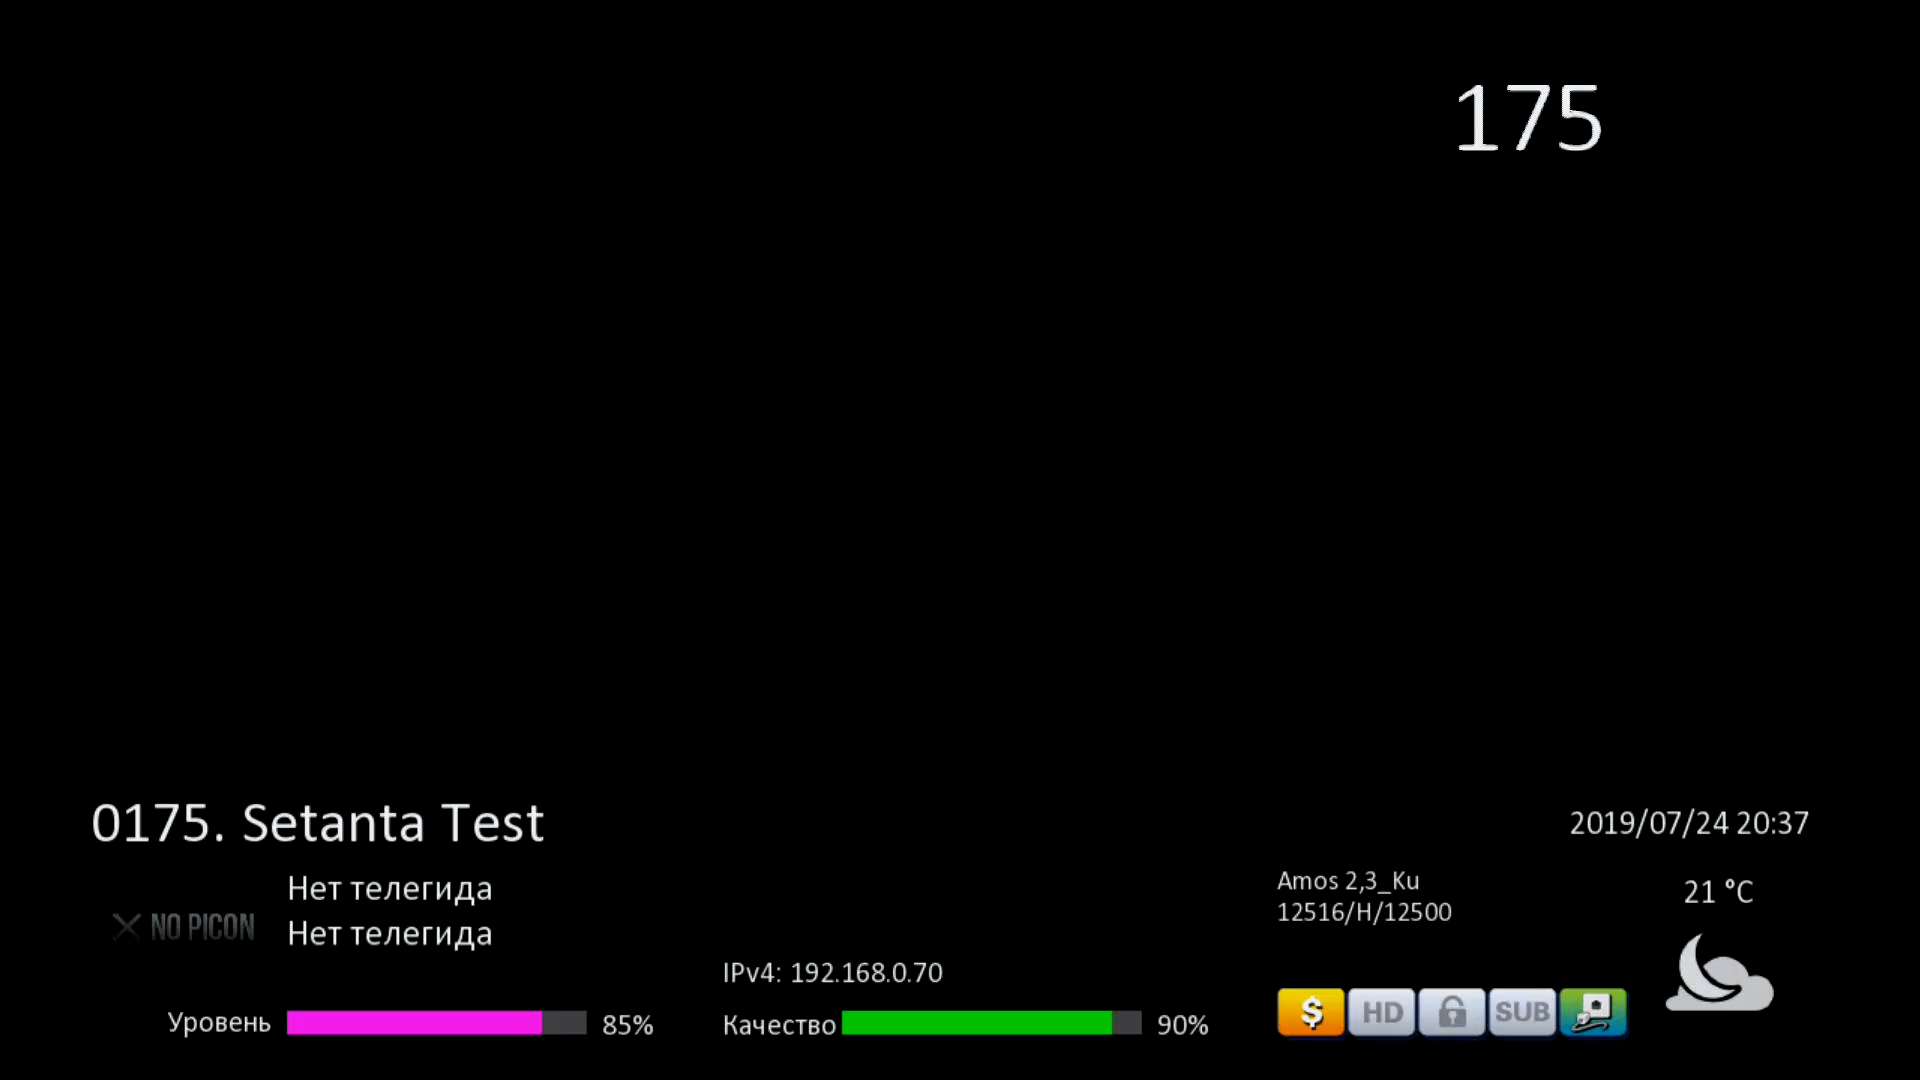 175
0175. Setanta Test
2019/07/24 20:37
Нет телегида
Нет телегида
NO PICON
Amos 2,3_Ku
12516/H/12500
21 °C
IPv4: 192.168.0.70
Уровень 85%
Качество 90%
$ HD SUB